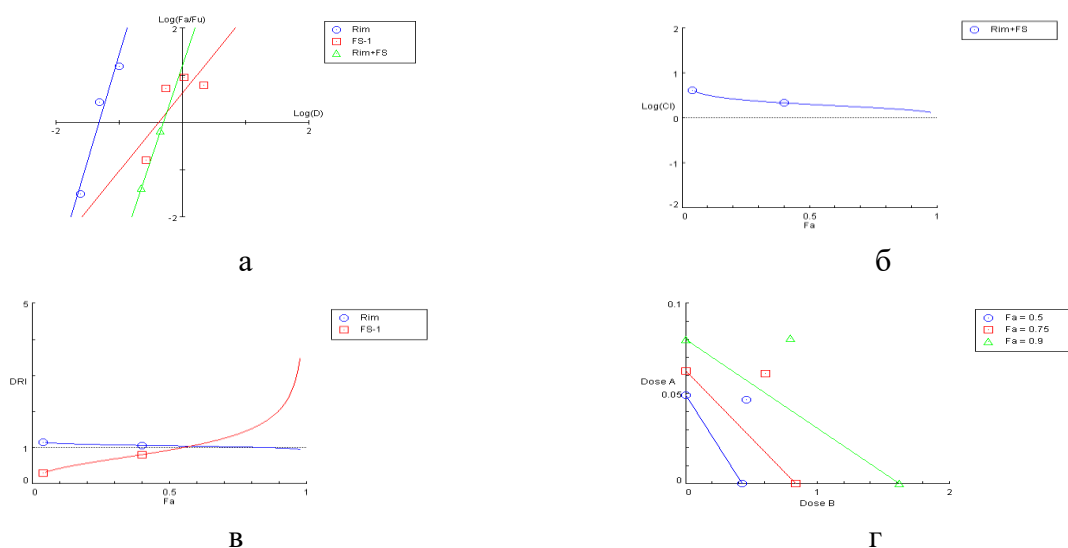 Log(Fa/Fu)
2
Rim
FS-1
Rim+FS
Log(D)
-2
2
-2
а
Rim+FS
2
1
Log(CI)
0
-1
-2
0
0.5
1
Fa
б
5
Rim
FS-1
DRI
1
0
0
0.5
1
Fa
в
0.1
Fa = 0.5
Fa = 0.75
Fa = 0.9
Dose A
0.05
0
0
1
2
Dose B
г